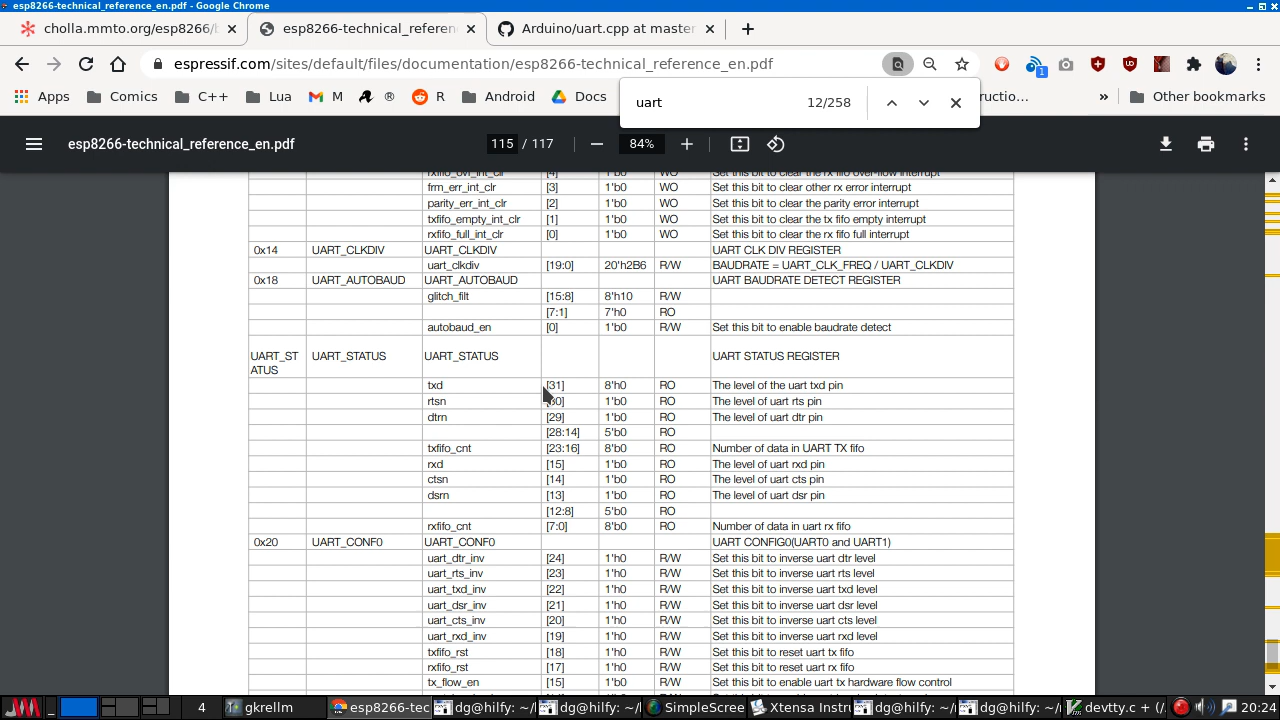 esp8266-technical_reference_en.pdf - Google Chrome
cholla.mmto.org/esp8266/
esp8266-technical_referen
Arduino/uart.cpp at master
espressif.com/sites/default/files/documentation/esp8266-technical_reference_en.pdf
1
Apps Comics C++ Lua M R Android Docs Other bookmarks
uart 12/258
esp8266-technical_reference_en.pdf 115 / 117 84%
rxfifo_ovf_int_clr [4] 1'b0 WO Set this bit to clear the rx fifo over-flow interrupt
frm_err_int_clr [3] 1'b0 WO Set this bit to clear other rx error interrupt
parity_err_int_clr [2] 1'b0 WO Set this bit to clear the parity error interrupt
txfifo_empty_int_clr [1] 1'b0 WO Set this bit to clear the tx fifo empty interrupt
rxfifo_full_int_clr [0] 1'b0 WO Set this bit to clear the rx fifo full interrupt
0x14 UART_CLKDIV UART_CLKDIV UART CLK DIV REGISTER
uart_clkdiv [19:0] 20'h2B6 R/W BAUDRATE = UART_CLK_FREQ / UART_CLKDIV
0x18 UART_AUTOBAUD UART_AUTOBAUD UART BAUDRATE DETECT REGISTER
glitch_filt [15:8] 8'h10 R/W
[7:1] 7'h0 RO
autobaud_en [0] 1'b0 R/W Set this bit to enable baudrate detect
UART_ST
ATUS UART_STATUS UART_STATUS UART STATUS REGISTER
txd [31] 8'h0 RO The level of the uart txd pin
rtsn [30] 1'b0 RO The level of uart rts pin
dtrn [29] 1'b0 RO The level of uart dtr pin
[28:14] 5'b0 RO
txfifo_cnt [23:16] 8'b0 RO Number of data in UART TX fifo
rxd [15] 1'b0 RO The level of uart rxd pin
ctsn [14] 1'b0 RO The level of uart cts pin
dsrn [13] 1'b0 RO The level of uart dsr pin
[12:8] 5'b0 RO
rxfifo_cnt [7:0] 8'b0 RO Number of data in uart rx fifo
0x20 UART_CONF0 UART_CONF0 UART CONFIG0(UART0 and UART1)
uart_dtr_inv [24] 1'h0 R/W Set this bit to inverse uart dtr level
uart_rts_inv [23] 1'h0 R/W Set this bit to inverse uart rts level
uart_txd_inv [22] 1'h0 R/W Set this bit to inverse uart txd level
uart_dsr_inv [21] 1'h0 R/W Set this bit to inverse uart dsr level
uart_cts_inv [20] 1'h0 R/W Set this bit to inverse uart cts level
uart_rxd_inv [19] 1'h0 R/W Set this bit to inverse uart rxd level
txfifo_rst [18] 1'h0 R/W Set this bit to reset uart tx fifo
rxfifo_rst [17] 1'h0 R/W Set this bit to reset uart rx fifo
tx_flow_en [15] 1'b0 R/W Set this bit to enable uart tx hardware flow control
4 gkrellm esp8266-tec dg@hilfy: ~/ dg@hilfy: ~/ SimpleScree Xtensa Instru dg@hilfy: ~/ dg@hilfy: ~/ devtty.c + (/ 20:24